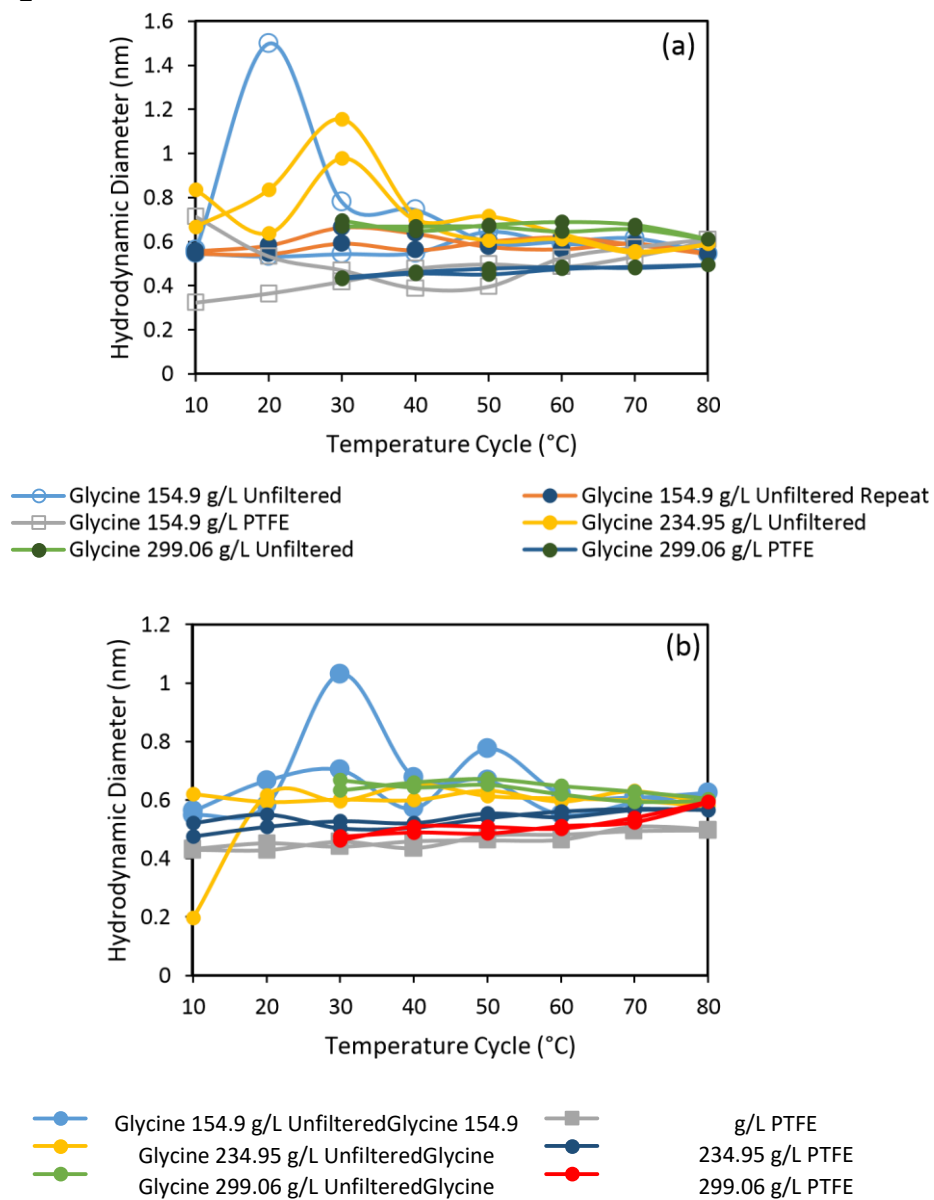 (a)
Hydrodynamic Diameter (nm)
1.6
1.4
1.2
1
0.8
0.6
0.4
0.2
0
10 20 30 40 50 60 70 80
Temperature Cycle (°C)
Glycine 154.9 g/L Unfiltered Glycine 154.9 g/L Unfiltered Repeat
Glycine 154.9 g/L PTFE Glycine 234.95 g/L Unfiltered
Glycine 299.06 g/L Unfiltered Glycine 299.06 g/L PTFE
(b)
Hydrodynamic Diameter (nm)
1.2
1
0.8
0.6
0.4
0.2
0
10 20 30 40 50 60 70 80
Temperature Cycle (°C)
Glycine 154.9 g/L UnfilteredGlycine 154.9 g/L PTFE
Glycine 234.95 g/L UnfilteredGlycine 234.95 g/L PTFE
Glycine 299.06 g/L UnfilteredGlycine 299.06 g/L PTFE